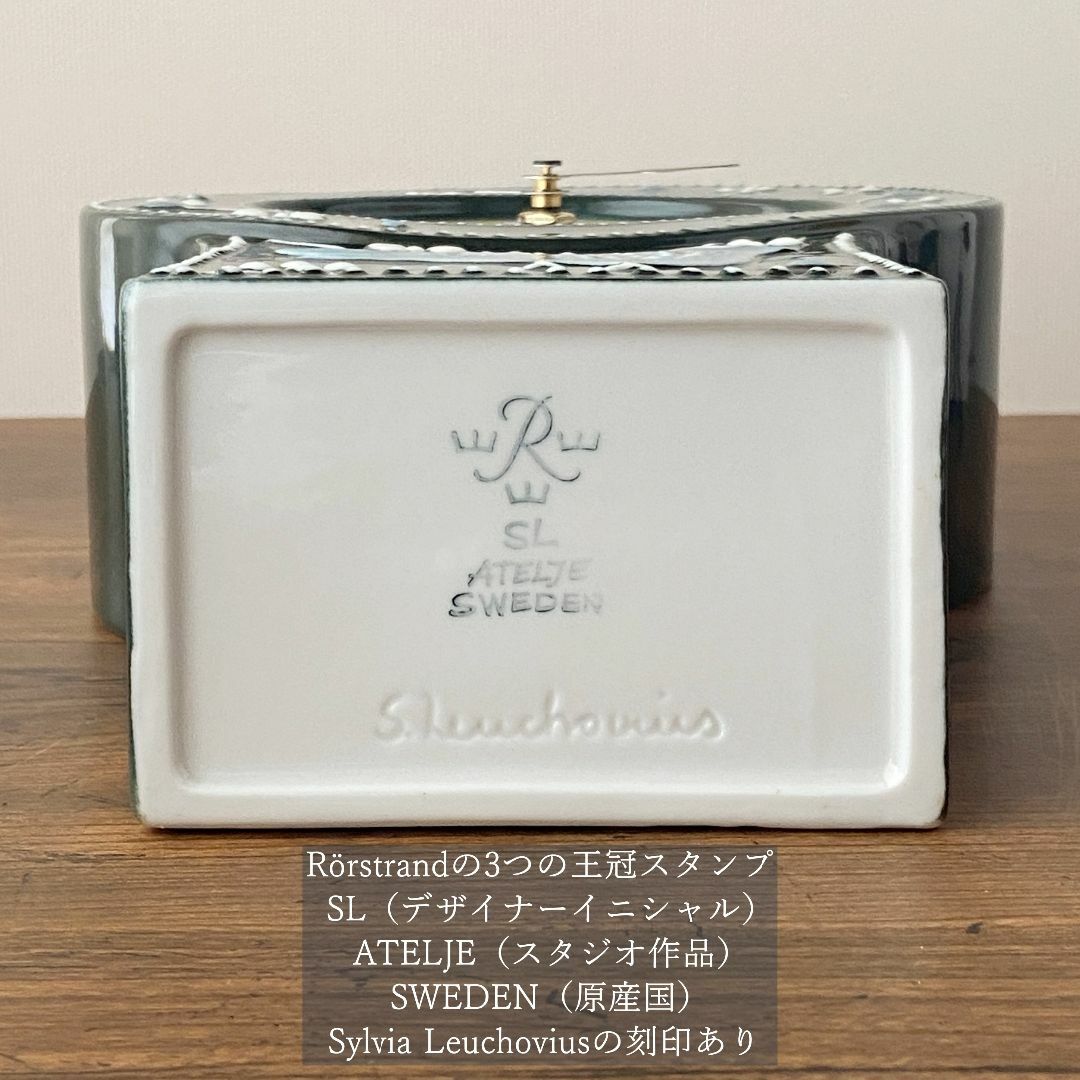 R
SL
ATELJE
SWEDEN
S.Leuchovius
Rörstrandの3つの王冠スタンプ
SL（デザイナーイニシャル）
ATELJE（スタジオ作品）
SWEDEN（原産国）
Sylvia Leuchoviusの刻印あり